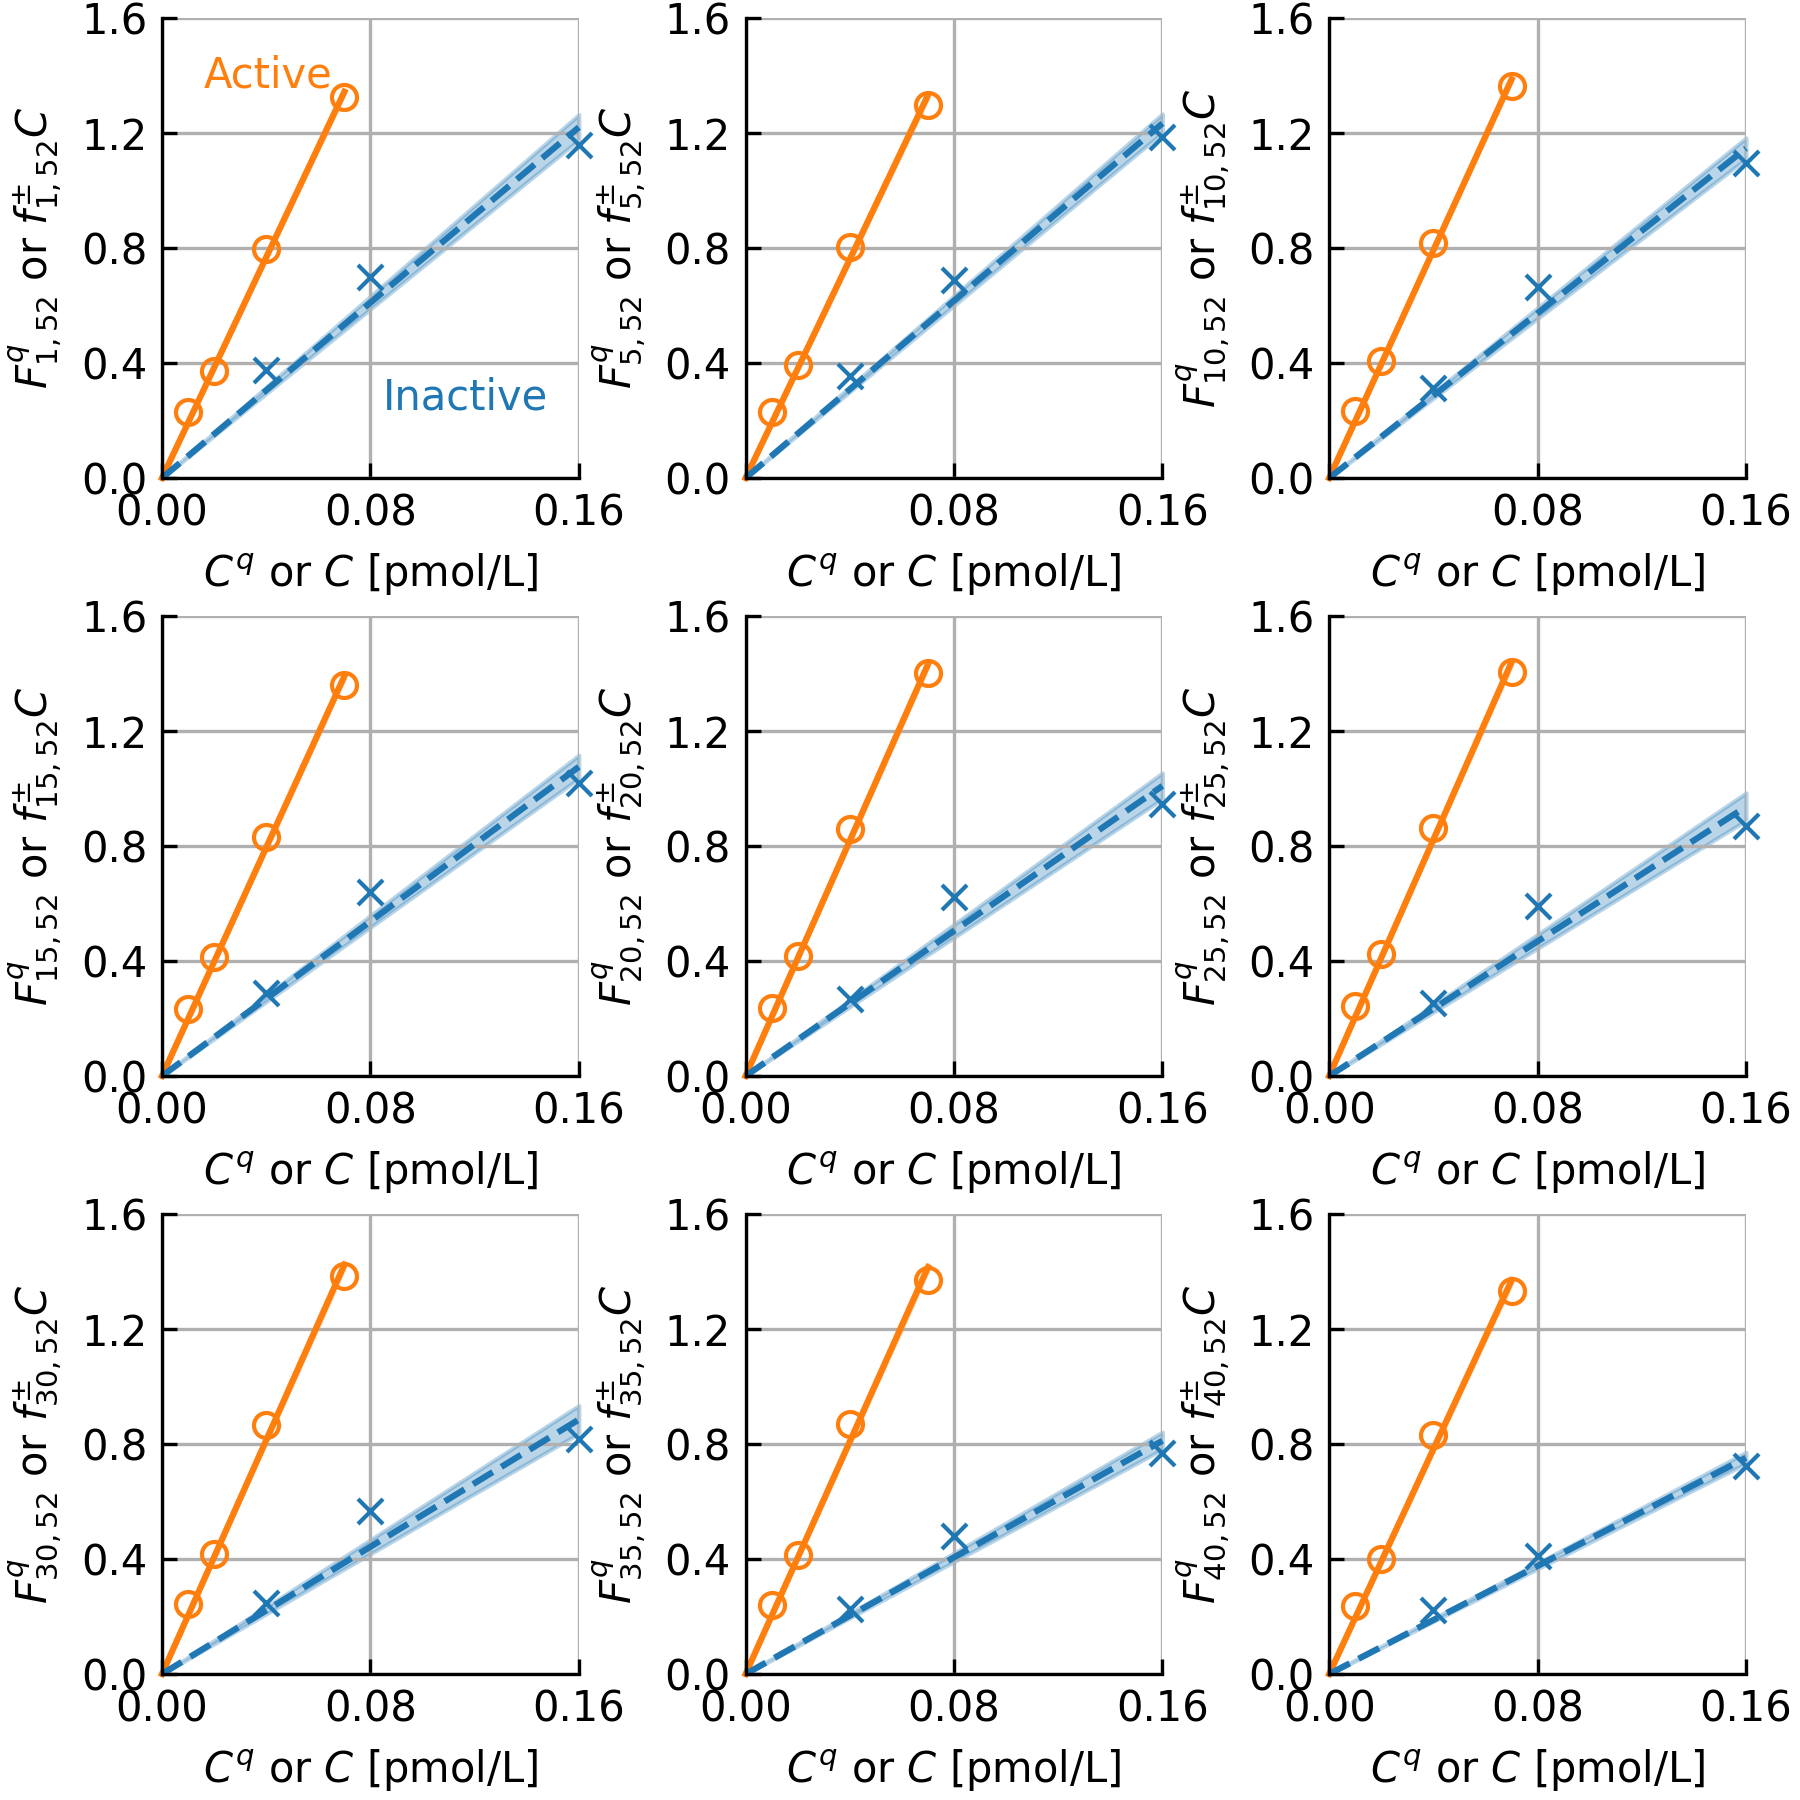 1.6
1.2
0.8
0.4
0.0
0.00 0.08 0.16
F^q_{1,52} or f^±_{1,52}C
C^q or C [pmol/L]
Active
Inactive
1.6
1.2
0.8
0.4
0.0
0.08 0.16
F^q_{5,52} or f^±_{5,52}C
C^q or C [pmol/L]
1.6
1.2
0.8
0.4
0.0
0.08 0.16
F^q_{10,52} or f^±_{10,52}C
C^q or C [pmol/L]
1.6
1.2
0.8
0.4
0.0
0.00 0.08 0.16
F^q_{15,52} or f^±_{15,52}C
C^q or C [pmol/L]
1.6
1.2
0.8
0.4
0.0
0.00 0.08 0.16
F^q_{20,52} or f^±_{20,52}C
C^q or C [pmol/L]
1.6
1.2
0.8
0.4
0.0
0.00 0.08 0.16
F^q_{25,52} or f^±_{25,52}C
C^q or C [pmol/L]
1.6
1.2
0.8
0.4
0.0
0.00 0.08 0.16
F^q_{30,52} or f^±_{30,52}C
C^q or C [pmol/L]
1.6
1.2
0.8
0.4
0.0
0.00 0.08 0.16
F^q_{35,52} or f^±_{35,52}C
C^q or C [pmol/L]
1.6
1.2
0.8
0.4
0.0
0.00 0.08 0.16
F^q_{40,52} or f^±_{40,52}C
C^q or C [pmol/L]